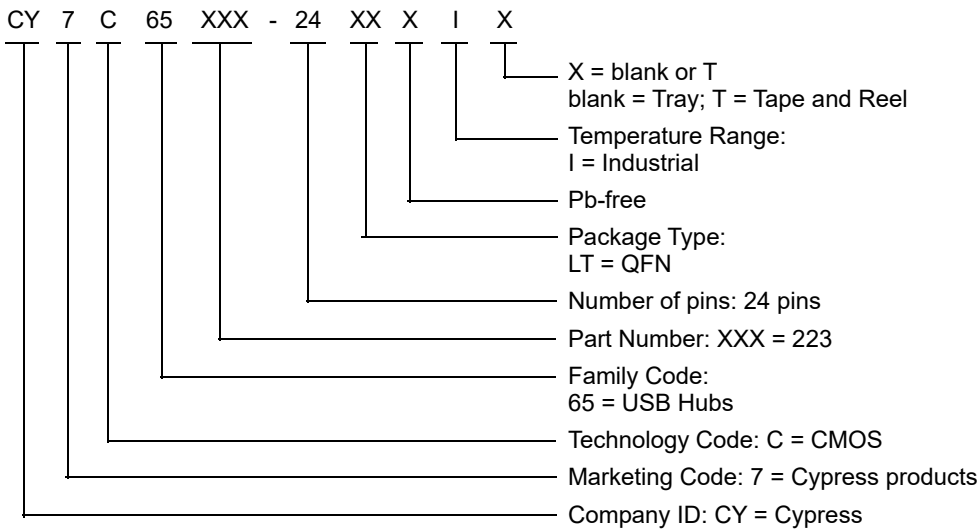 CY 7 C 65 XXX - 24 XX X I X
X = blank or T
blank = Tray; T = Tape and Reel
Temperature Range:
I = Industrial
Pb-free
Package Type:
LT = QFN
Number of pins: 24 pins
Part Number: XXX = 223
Family Code:
65 = USB Hubs
Technology Code: C = CMOS
Marketing Code: 7 = Cypress products
Company ID: CY = Cypress